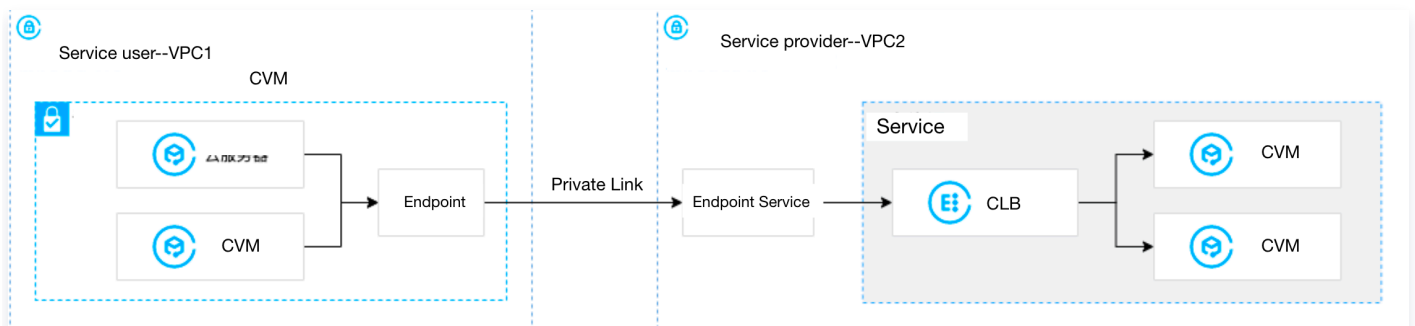 Service user--VPC1
CVM
CVM
Endpoint
Private Link
Service provider--VPC2
Endpoint Service
Service
CLB
CVM
CVM